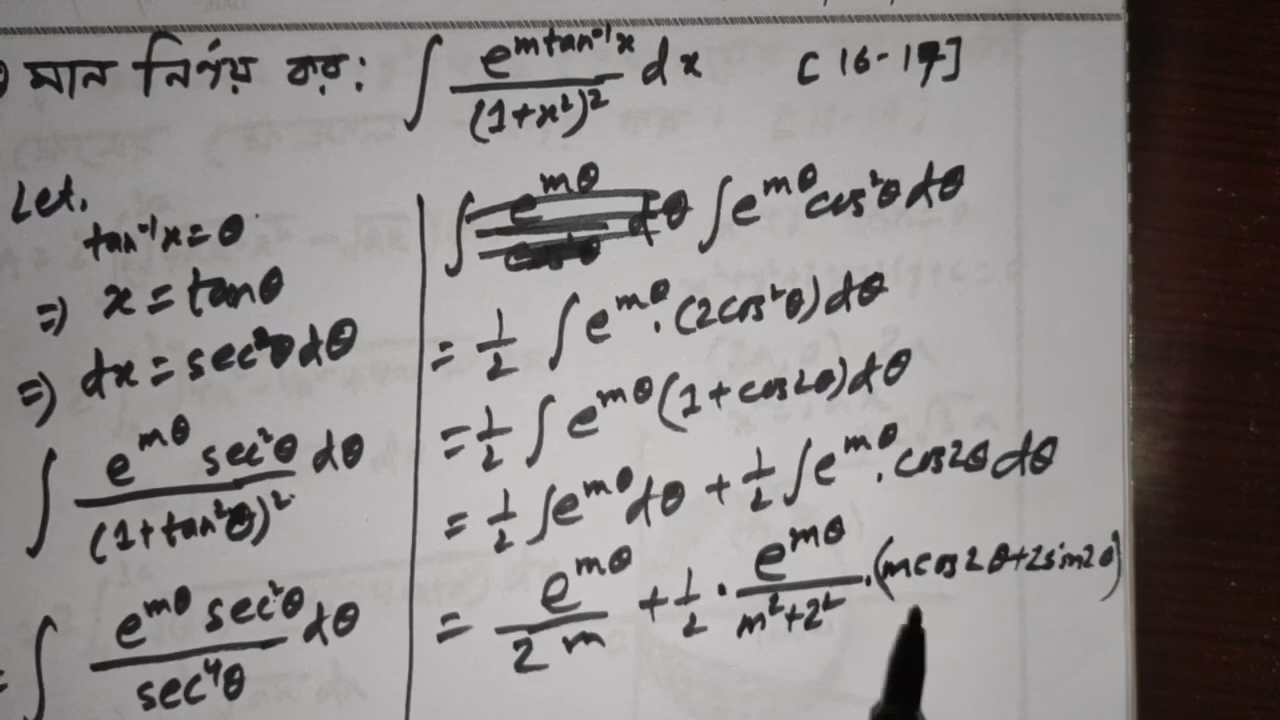 মান নির্ণয় কর: ∫ e^(m tan⁻¹x) / (1+x²)² dx [16-17]
Let,
tan⁻¹x = θ
⇒ x = tanθ
⇒ dx = sec²θ dθ
∫ e^(mθ) sec²θ / (1+tan²θ)² dθ
= ∫ e^(mθ) sec²θ / sec⁴θ dθ
∫ e^(mθ) cos²θ dθ
= 1/2 ∫ e^(mθ) . (2cos²θ) dθ
= 1/2 ∫ e^(mθ) (1 + cos2θ) dθ
= 1/2 ∫ e^(mθ) dθ + 1/2 ∫ e^(mθ) . cos2θ dθ
= e^(mθ) / 2m + 1/2 . e^(mθ) / (m²+2²) . (m cos2θ + 2 sin2θ)